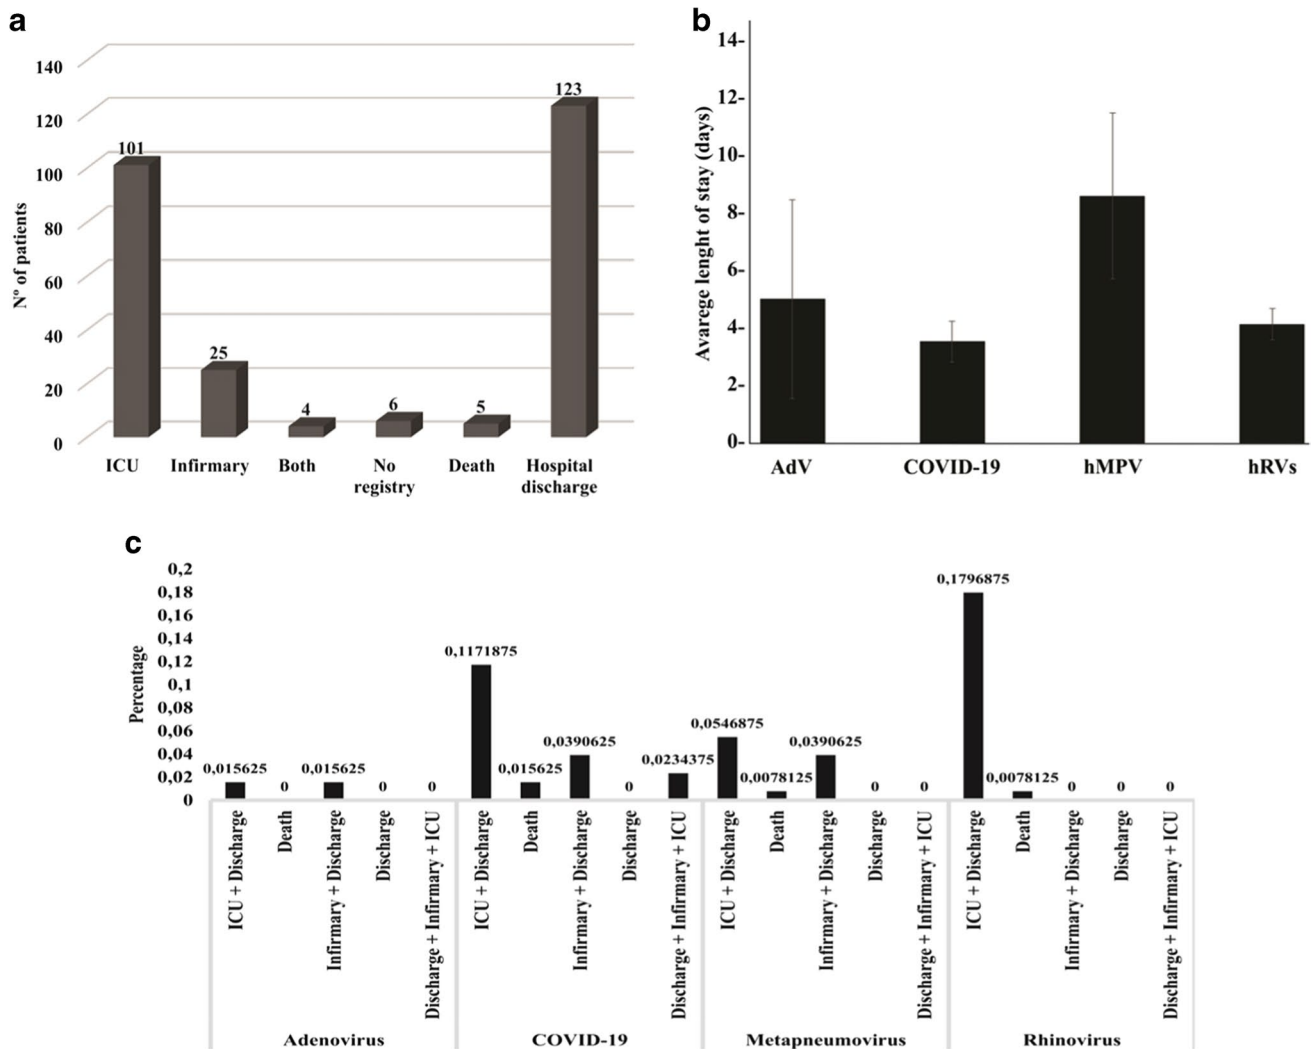 a
140
120
100
80
60
40
20
0
Nº of patients
101
25
4
6
5
123
ICU
Infirmary
Both
No
registry
Death
Hospital
discharge
b
14-
12-
10-
8-
6-
4-
2-
0-
Avarege lenght of stay (days)
AdV
COVID-19
hMPV
hRVs
c
0,2
0,18
0,16
0,14
0,12
0,1
0,08
0,06
0,04
0,02
0
Percentage
0,015625
0
0,015625
0
0
0,1171875
0,015625
0,0390625
0
0,0234375
0,0546875
0,0078125
0,0390625
0
0
0,1796875
0,0078125
0
0
0
ICU + Discharge
Death
Infirmary + Discharge
Discharge
Discharge + Infirmary + ICU
ICU + Discharge
Death
Infirmary + Discharge
Discharge
Discharge + Infirmary + ICU
ICU + Discharge
Death
Infirmary + Discharge
Discharge
Discharge + Infirmary + ICU
ICU + Discharge
Death
Infirmary + Discharge
Discharge
Discharge + Infirmary + ICU
Adenovirus
COVID-19
Metapneumovirus
Rhinovirus